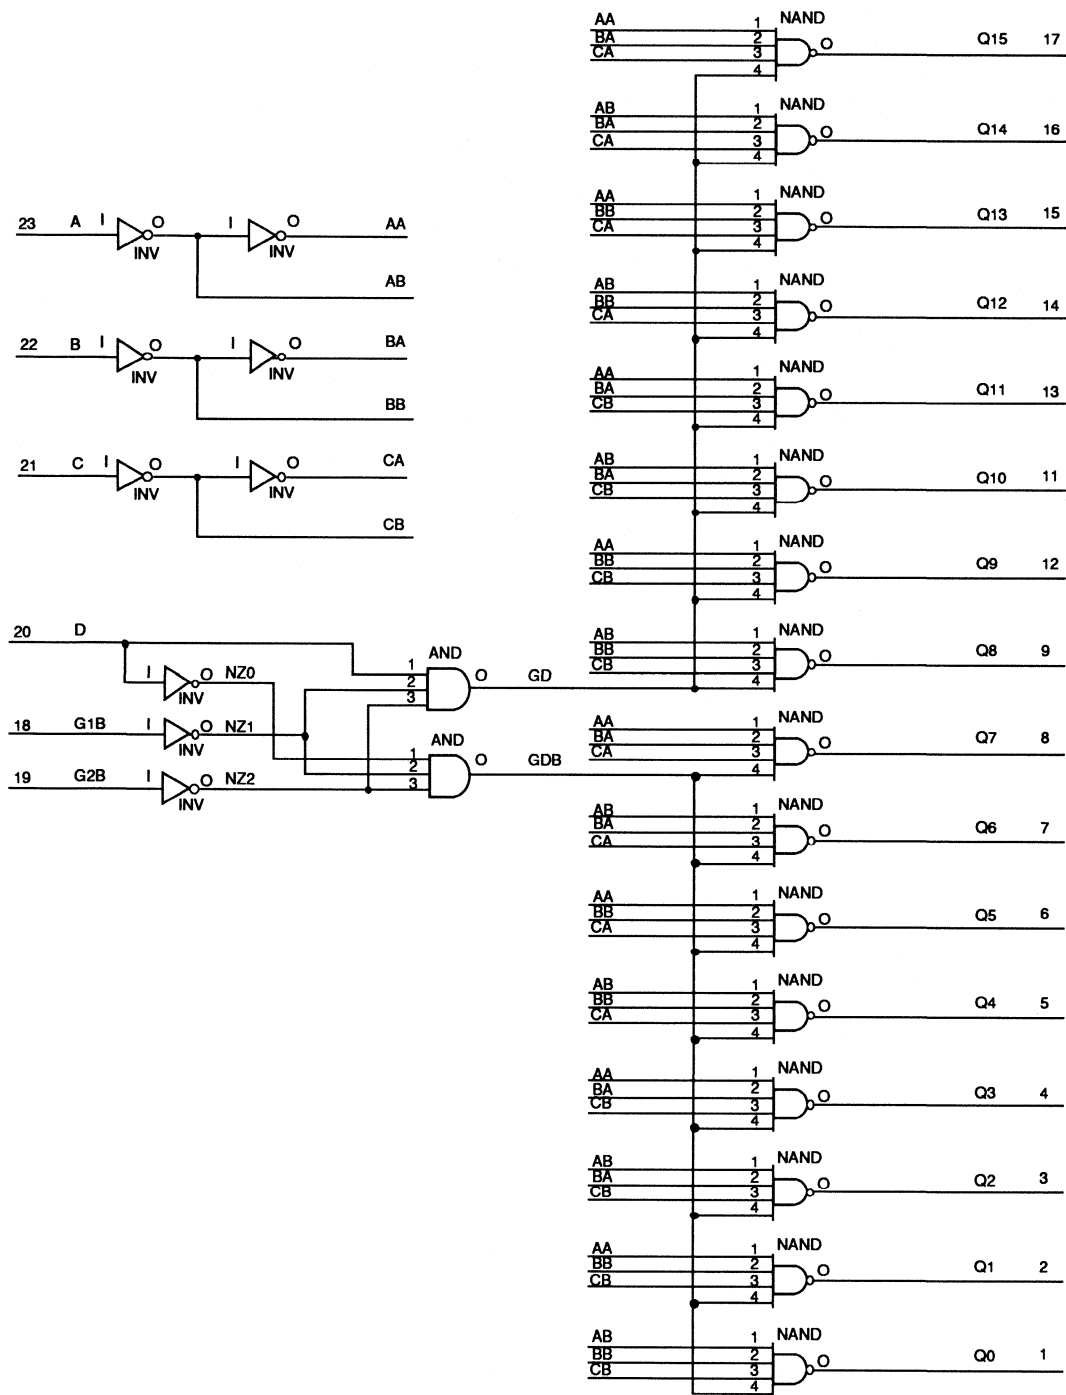 AA 1 NAND
BA 2 O Q15 17
CA 3
4
AB 1 NAND
BA 2 O Q14 16
CA 3
4
AA 1 NAND
BB 2 O Q13 15
CA 3
4
23 A I O I O AA
INV INV
AB
AB 1 NAND
BB 2 O Q12 14
CA 3
4
22 B I O I O BA
INV INV
BB
AA 1 NAND
BA 2 O Q11 13
CB 3
4
21 C I O I O CA
INV INV
CB
AB 1 NAND
BA 2 O Q10 11
CB 3
4
AA 1 NAND
BB 2 O Q9 12
CB 3
4
20 D
AND
1 O GD
2
3
I O NZ0
INV
AB 1 NAND
BB 2 O Q8 9
CB 3
4
18 G1B I O NZ1
INV
AND
1 O GDB
2
3
19 G2B I O NZ2
INV
AA 1 NAND
BA 2 O Q7 8
CA 3
4
AB 1 NAND
BA 2 O Q6 7
CA 3
4
AA 1 NAND
BB 2 O Q5 6
CA 3
4
AB 1 NAND
BB 2 O Q4 5
CA 3
4
AA 1 NAND
BA 2 O Q3 4
CB 3
4
AB 1 NAND
BA 2 O Q2 3
CB 3
4
AA 1 NAND
BB 2 O Q1 2
CB 3
4
AB 1 NAND
BB 2 O Q0 1
CB 3
4